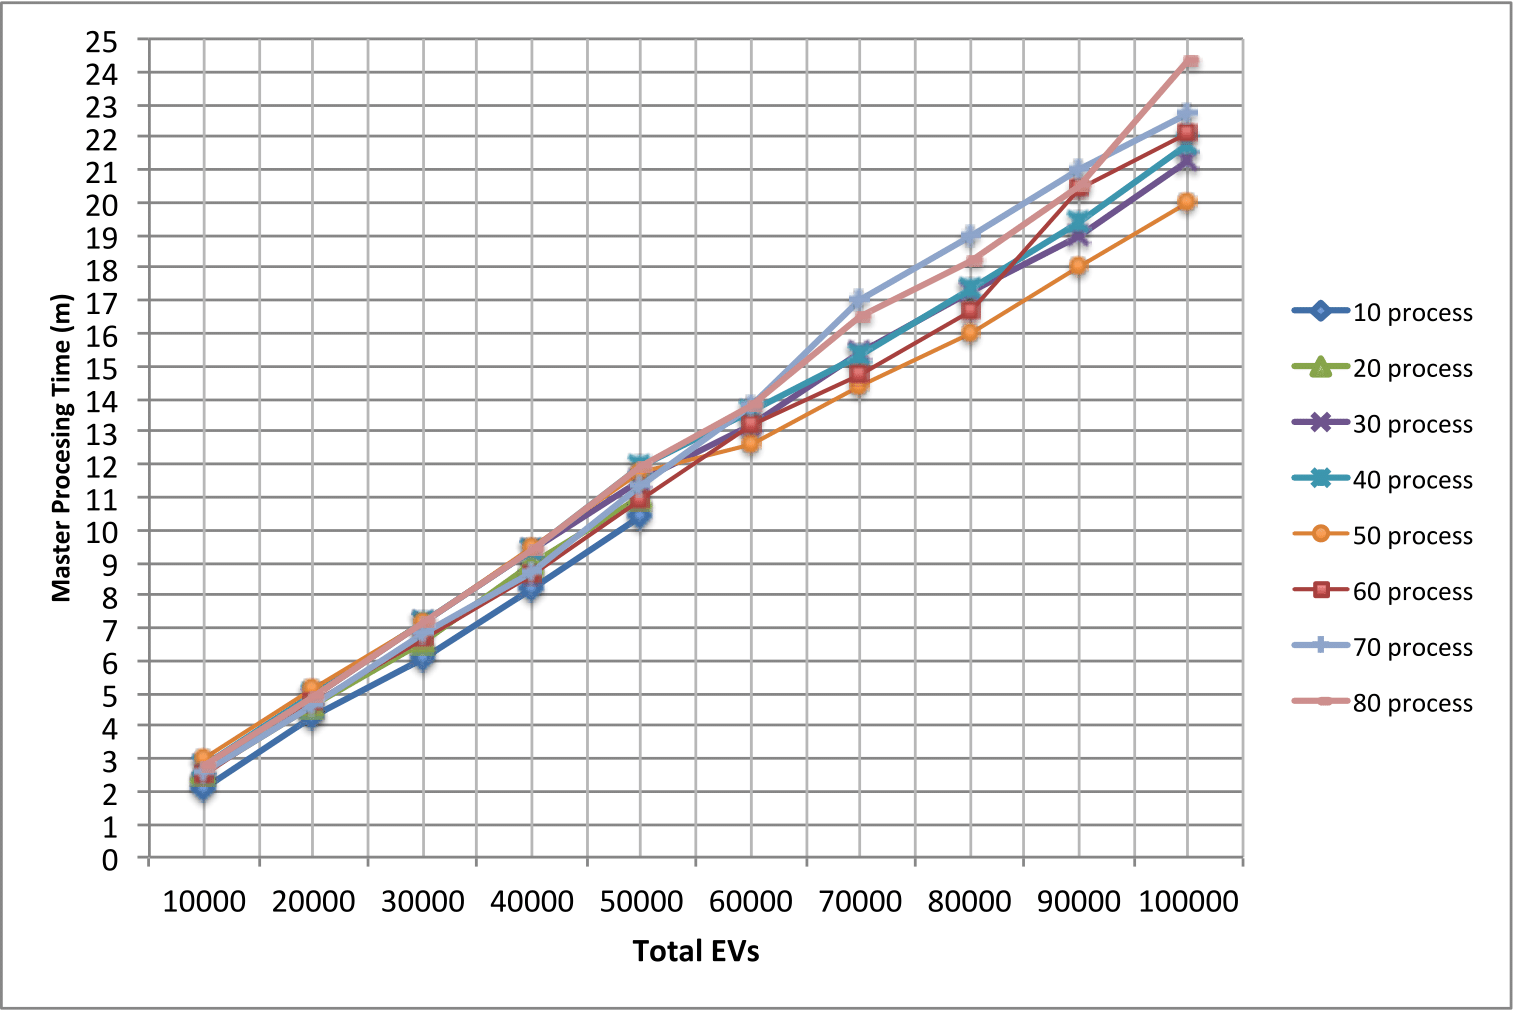 25
24
23
22
21
20
19
18
17
16
15
14
13
12
11
10
9
8
7
6
5
4
3
2
1
0
Master Procesing Time (m)
10000 20000 30000 40000 50000 60000 70000 80000 90000 100000
Total EVs
10 process
20 process
30 process
40 process
50 process
60 process
70 process
80 process